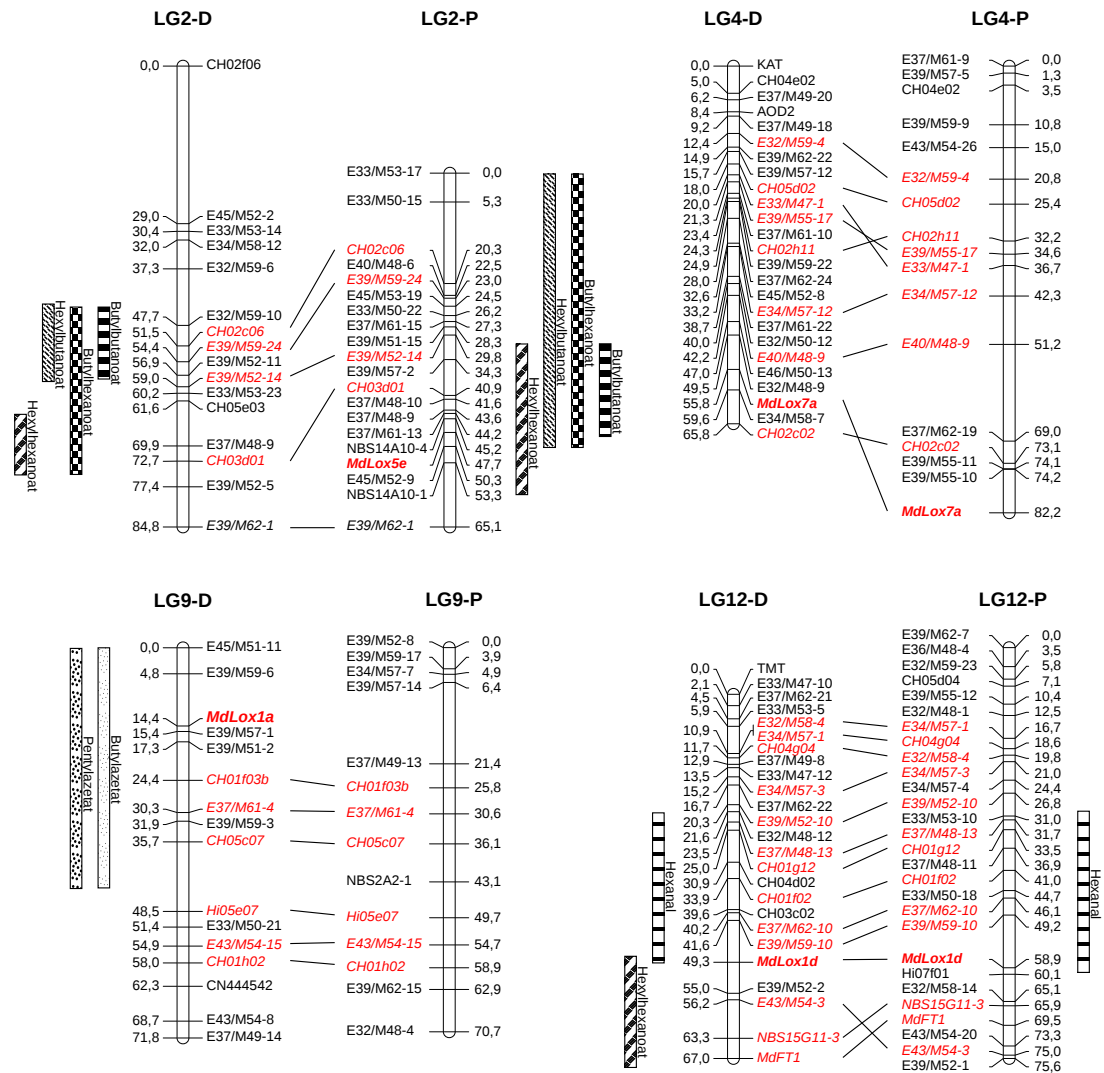 LG2-D
0,0 CH02f06
29,0 E45/M52-2
30,4 E33/M53-14
32,0 E34/M58-12
37,3 E32/M59-6
47,7 E32/M59-10
51,5 CH02c06
54,4 E39/M59-24
56,9 E39/M52-11
59,0 E39/M52-14
60,2 E33/M53-23
61,6 CH05e03
69,9 E37/M48-9
72,7 CH03d01
77,4 E39/M52-5
84,8 E39/M62-1
Hexylbutanoat
Butylhexanoat
Butylbutanoat
Hexylhexanoat
LG2-P
E33/M53-17 0,0
E33/M50-15 5,3
CH02c06 20,3
E40/M48-6 22,5
E39/M59-24 23,0
E45/M53-19 24,5
E33/M50-22 26,2
E37/M61-15 27,3
E39/M51-15 28,3
E39/M52-14 29,8
E39/M57-2 34,3
CH03d01 40,9
E37/M48-10 41,6
E37/M48-9 43,6
E37/M61-13 44,2
NBS14A10-4 45,2
MdLox5e 47,7
E45/M52-9 50,3
NBS14A10-1 53,3
E39/M62-1 65,1
Hexylhexanoat
Hexylbutanoat
Butylhexanoat
Butylbutanoat
LG4-D
0,0 KAT
5,0 CH04e02
6,2 E37/M49-20
8,4 AOD2
9,2 E37/M49-18
12,4 E32/M59-4
14,9 E39/M62-22
15,7 E39/M57-12
18,0 CH05d02
20,0 E33/M47-1
21,3 E39/M55-17
23,4 E37/M61-10
24,3 CH02h11
24,9 E39/M59-22
28,0 E37/M62-24
32,6 E45/M52-8
33,2 E34/M57-12
38,7 E37/M61-22
40,0 E32/M50-12
42,2 E40/M48-9
47,0 E46/M50-13
49,5 E32/M48-9
55,8 MdLox7a
59,6 E34/M58-7
65,8 CH02c02
LG4-P
E37/M61-9 0,0
E39/M57-5 1,3
CH04e02 3,5
E39/M59-9 10,8
E43/M54-26 15,0
E32/M59-4 20,8
CH05d02 25,4
CH02h11 32,2
E39/M55-17 34,6
E33/M47-1 36,7
E34/M57-12 42,3
E40/M48-9 51,2
E37/M62-19 69,0
CH02c02 73,1
E39/M55-11 74,1
E39/M55-10 74,2
MdLox7a 82,2
LG9-D
0,0 E45/M51-11
4,8 E39/M59-6
14,4 MdLox1a
15,4 E39/M57-1
17,3 E39/M51-2
24,4 CH01f03b
30,3 E37/M61-4
31,9 E39/M59-3
35,7 CH05c07
48,5 Hi05e07
51,4 E33/M50-21
54,9 E43/M54-15
58,0 CH01h02
62,3 CN444542
68,7 E43/M54-8
71,8 E37/M49-14
Pentylazetat
Butylazetat
LG9-P
E39/M52-8 0,0
E39/M59-17 3,9
E34/M57-7 4,9
E39/M57-14 6,4
E37/M49-13 21,4
CH01f03b 25,8
E37/M61-4 30,6
CH05c07 36,1
NBS2A2-1 43,1
Hi05e07 49,7
E43/M54-15 54,7
CH01h02 58,9
E39/M62-15 62,9
E32/M48-4 70,7
LG12-D
0,0 TMT
2,1 E33/M47-10
4,5 E37/M62-21
5,9 E33/M53-5
E32/M58-4
10,9 E34/M57-1
11,7 CH04g04
12,9 E37/M49-8
13,5 E33/M47-12
15,2 E34/M57-3
16,7 E37/M62-22
20,3 E39/M52-10
21,6 E32/M48-12
23,5 E37/M48-13
25,0 CH01g12
30,9 CH04d02
33,9 CH01f02
39,6 CH03c02
40,2 E37/M62-10
41,6 E39/M59-10
49,3 MdLox1d
55,0 E39/M52-2
56,2 E43/M54-3
63,3 NBS15G11-3
67,0 MdFT1
Hexanal
Hexylhexanoat
LG12-P
E39/M62-7 0,0
E36/M48-4 3,5
E32/M59-23 5,8
CH05d04 7,1
E39/M55-12 10,4
E32/M48-1 12,5
E34/M57-1 16,7
CH04g04 18,6
E32/M58-4 19,8
E34/M57-3 21,0
E34/M57-4 24,4
E39/M52-10 26,8
E33/M53-10 31,0
E37/M48-13 31,7
CH01g12 33,5
E37/M48-11 36,9
CH01f02 41,0
E33/M50-18 44,7
E37/M62-10 46,1
E39/M59-10 49,2
MdLox1d 58,9
Hi07f01 60,1
E32/M58-14 65,1
NBS15G11-3 65,9
MdFT1 69,5
E43/M54-20 73,3
E43/M54-3 75,0
E39/M52-1 75,6
Hexanal